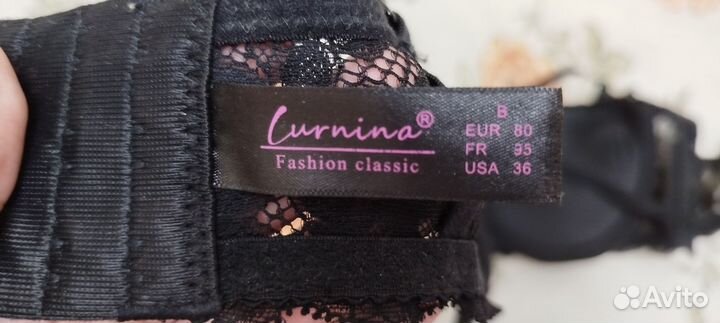 Lurnina®
Fashion classic
B
EUR 80
FR 95
USA 36
Avito